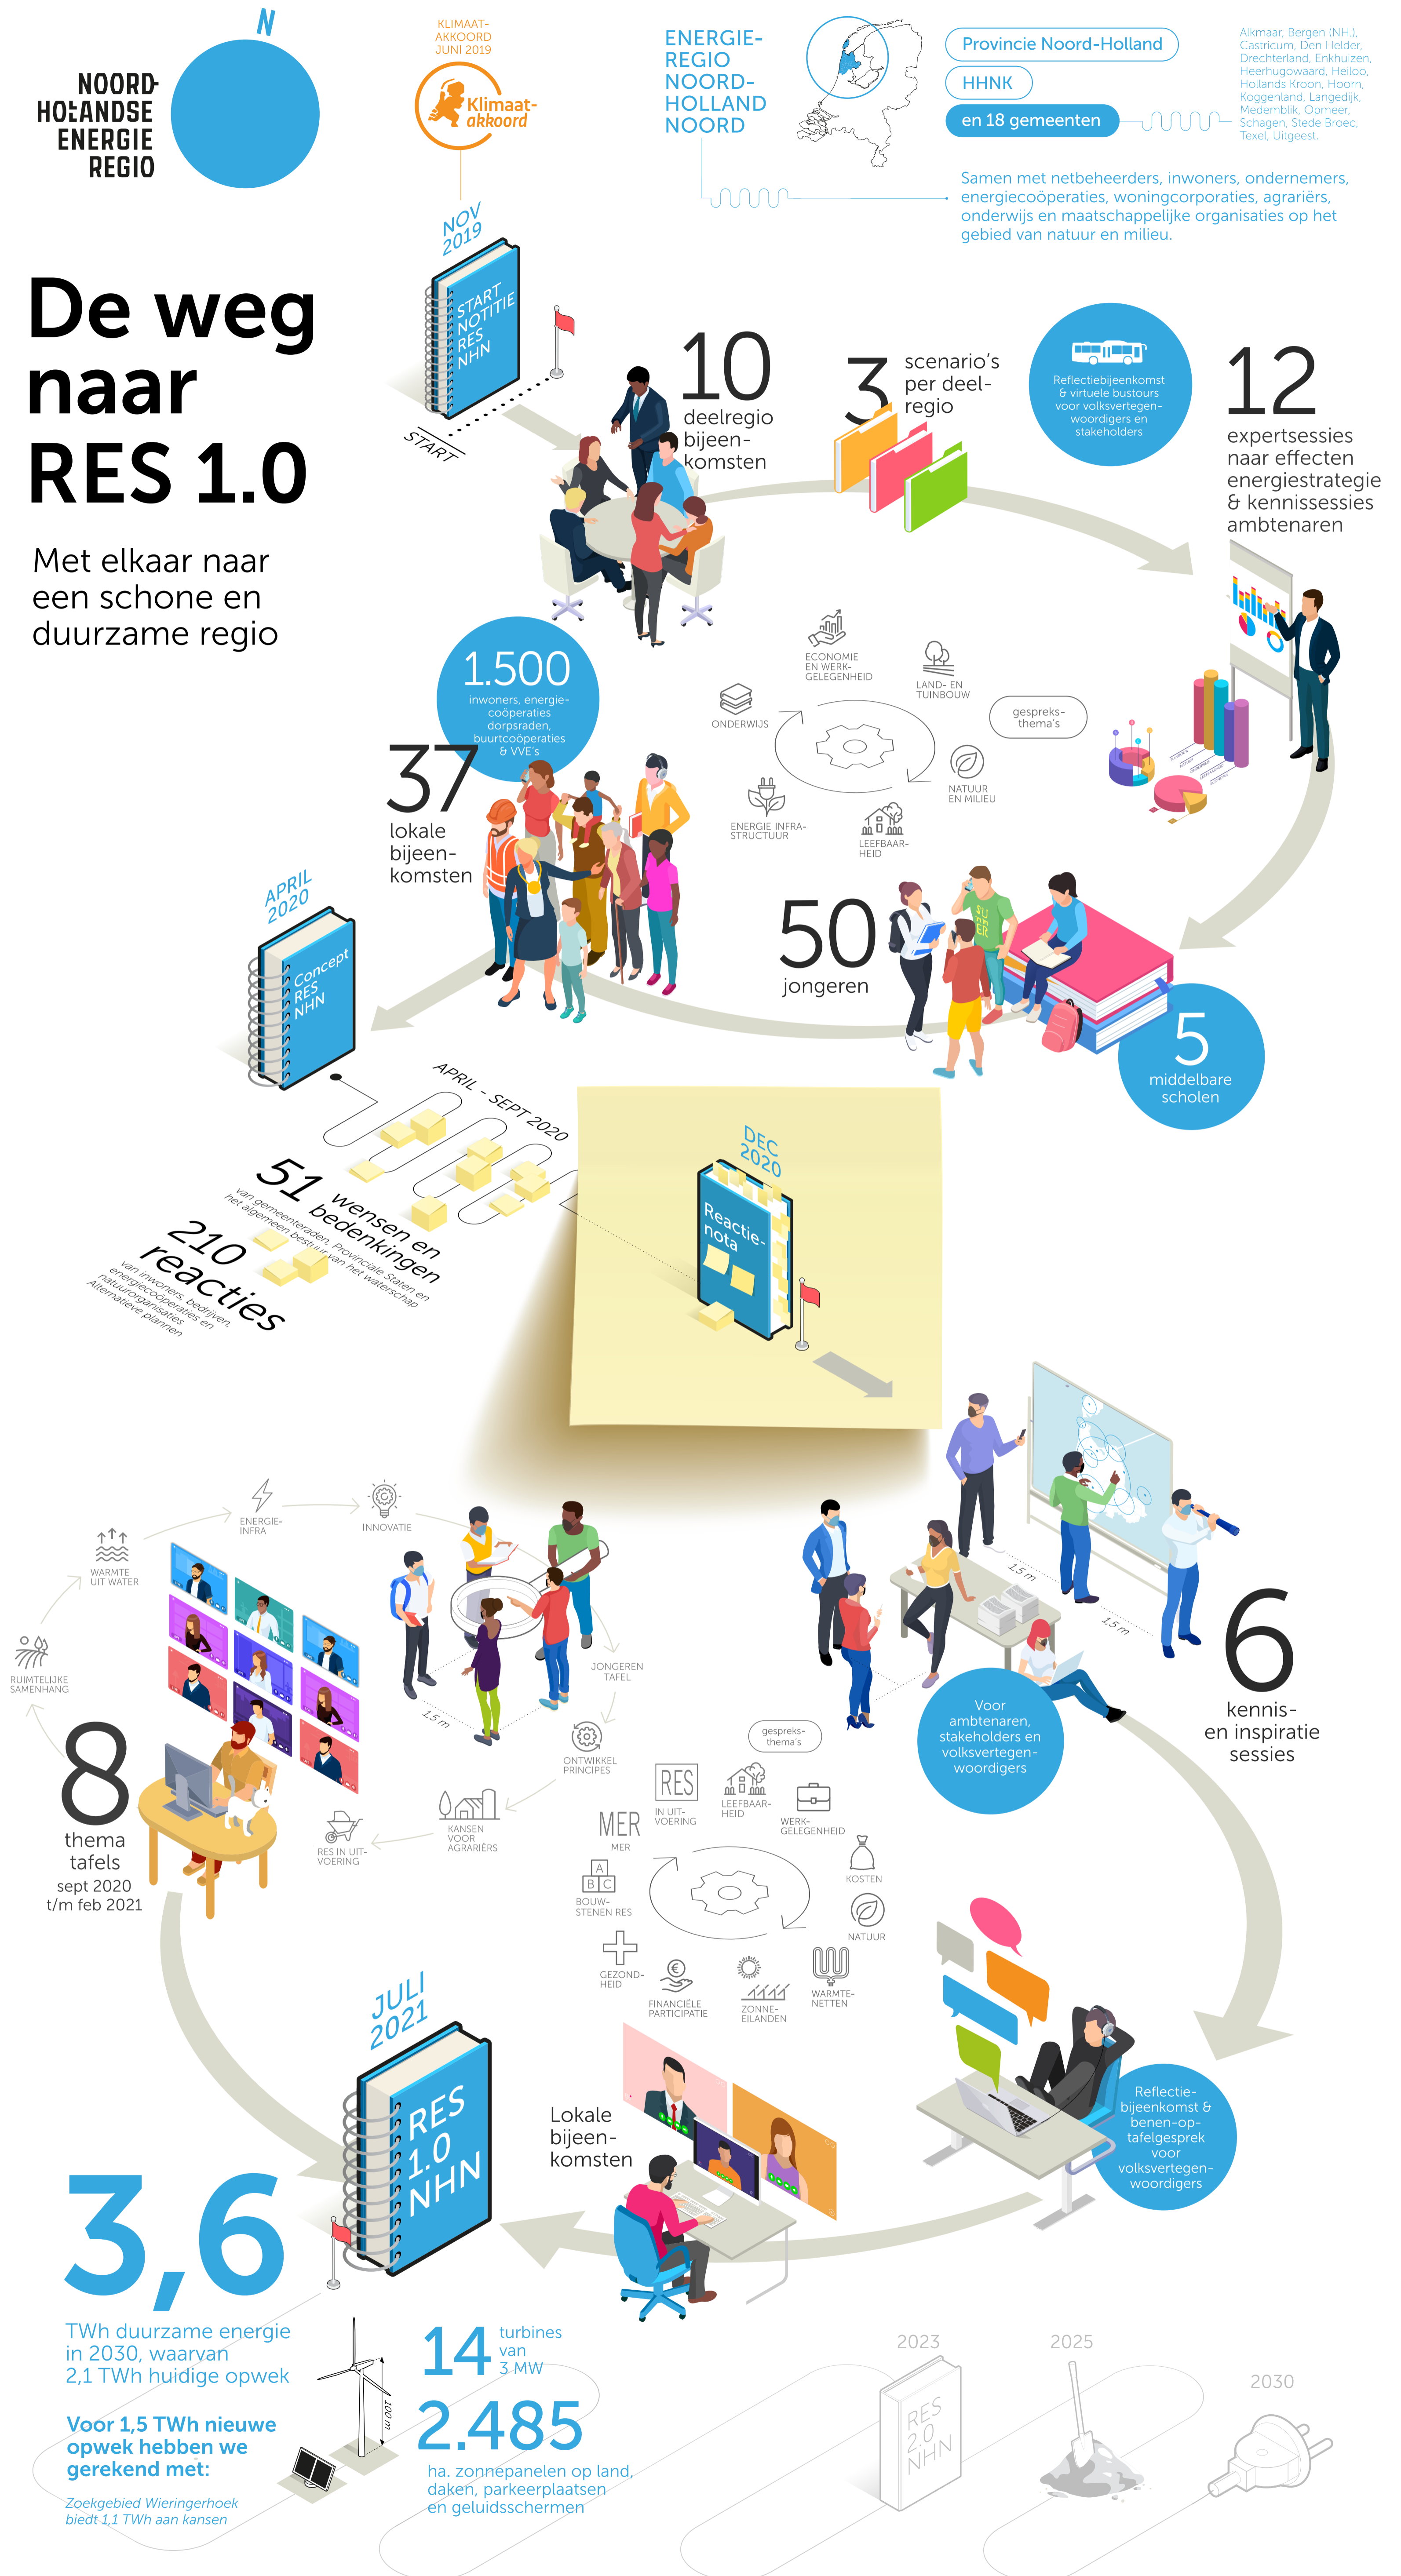 N
NOORD-
HOLLANDSE
ENERGIE
REGIO
KLIMAAT-
AKKOORD
JUNI 2019
Klimaat-
akkoord
ENERGIE-
REGIO
NOORD-
HOLLAND
NOORD
Provincie Noord-Holland
HHNK
en 18 gemeenten
Alkmaar, Bergen (NH.),
Castricum, Den Helder,
Drechterland, Enkhuizen,
Heerhugowaard, Heiloo,
Hollands Kroon, Hoorn,
Koggenland, Langedijk,
Medemblik, Opmeer,
Schagen, Stede Broec,
Texel, Uitgeest.
Samen met netbeheerders, inwoners, ondernemers,
energiecoöperaties, woningcorporaties, agrariërs,
onderwijs en maatschappelijke organisaties op het
gebied van natuur en milieu.
De weg
naar
RES 1.0
Met elkaar naar
een schone en
duurzame regio
NOV
2019
START
NOTITIE
RES
NHN
START
10
deelregio
bijeen-
komsten
3
scenario's
per deel-
regio
Reflectiebijeenkomst
& virtuele bustours
voor volksvertegen-
woordigers en
stakeholders
12
expertsessies
naar effecten
energiestrategie
& kennissessies
ambtenaren
1.500
inwoners, energie-
coöperaties
dorpsraden,
buurtcoöperaties
& VVE's
37
lokale
bijeen-
komsten
ECONOMIE
EN WERK-
GELEGENHEID
LAND- EN
TUINBOUW
gespreks-
thema's
ONDERWIJS
NATUUR
EN MILIEU
ENERGIE INFRA-
STRUCTUUR
LEEFBAAR-
HEID
50
jongeren
SUMMER
5
middelbare
scholen
APRIL
2020
Concept
RES
NHN
APRIL - SEPT 2020
51
wensen en
bedenkingen
van gemeenteraden, Provinciale Staten en
het algemeen bestuur van het waterschap
210
reacties
van inwoners, bedrijven,
energiecoöperaties en
natuurorganisaties
Alternatieve plannen
DEC
2020
Reactie-
nota
ENERGIE-
INFRA
INNOVATIE
WARMTE
UIT WATER
RUIMTELIJKE
SAMENHANG
JONGEREN
TAFEL
1.5 m
ONTWIKKEL
PRINCIPES
KANSEN
VOOR
AGRARIËRS
RES IN UIT-
VOERING
8
thema
tafels
sept 2020
t/m feb 2021
1.5 m
1.5 m
Voor
ambtenaren,
stakeholders en
volksvertegen-
woordigers
6
kennis-
en inspiratie
sessies
gespreks-
thema's
RES
IN UIT-
VOERING
LEEFBAAR-
HEID
WERK-
GELEGENHEID
MER
MER
KOSTEN
A
B C
BOUW-
STENEN RES
NATUUR
GEZOND-
HEID
€
FINANCIËLE
PARTICIPATIE
ZONNE-
EILANDEN
WARMTE-
NETTEN
Reflectie-
bijeenkomst &
benen-op-
tafelgesprek
voor
volksvertegen-
woordigers
Lokale
bijeen-
komsten
JULI
2021
RES
1.0
NHN
3,6
TWh duurzame energie
in 2030, waarvan
2,1 TWh huidige opwek
Voor 1,5 TWh nieuwe
opwek hebben we
gerekend met:
Zoekgebied Wieringerhoek
biedt 1,1 TWh aan kansen
100 m
14
turbines
van
3 MW
2.485
ha. zonnepanelen op land,
daken, parkeerplaatsen
en geluidsschermen
2023
RES
2.0
NHN
2025
2030